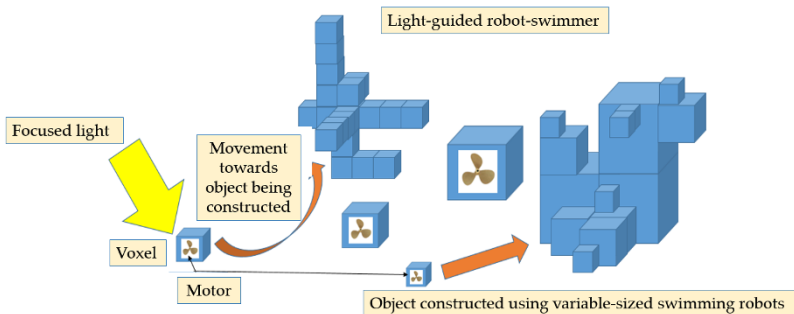 Light-guided robot-swimmer
Focused light
Movement
towards
object being
constructed
Voxel
Motor
Object constructed using variable-sized swimming robots